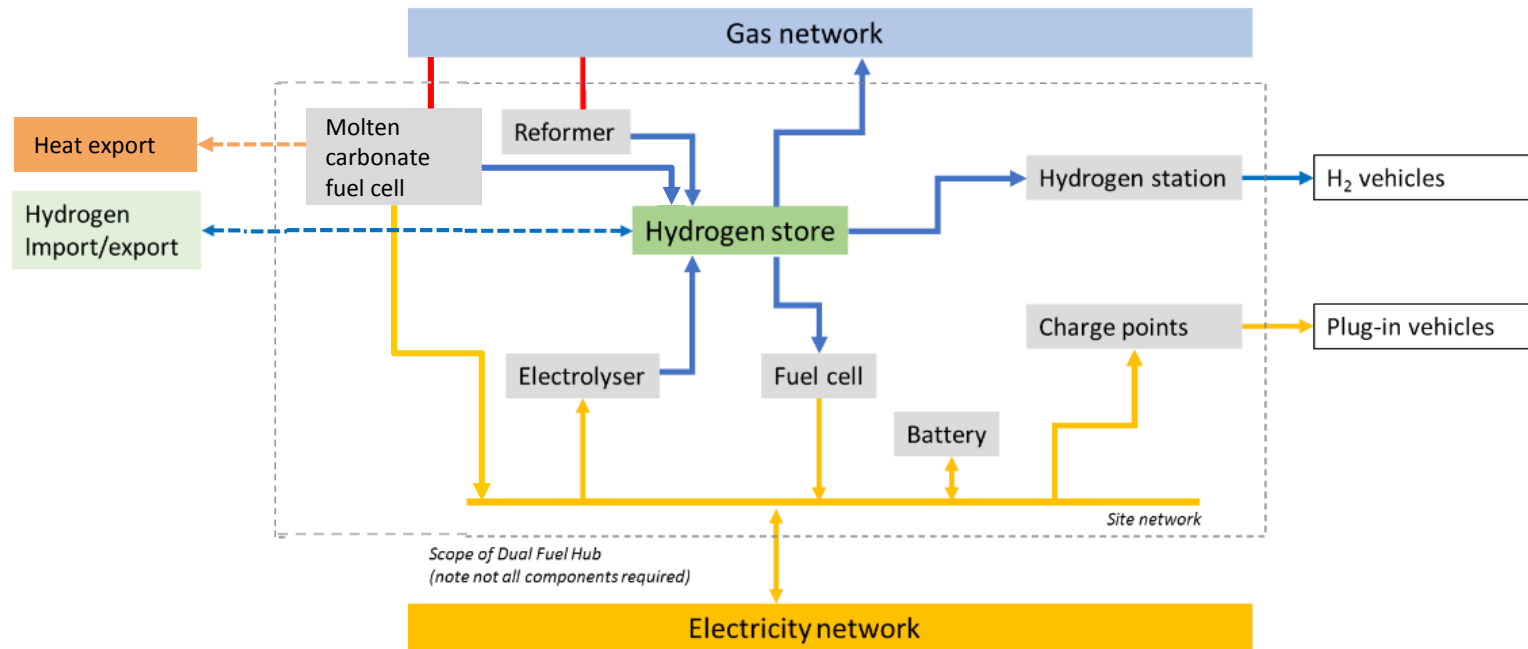 Gas network
Molten
carbonate
fuel cell
Reformer
Heat export
Hydrogen station
H₂ vehicles
Hydrogen
Import/export
Hydrogen store
Charge points
Plug-in vehicles
Electrolyser
Fuel cell
Battery
Site network
Scope of Dual Fuel Hub
(note not all components required)
Electricity network